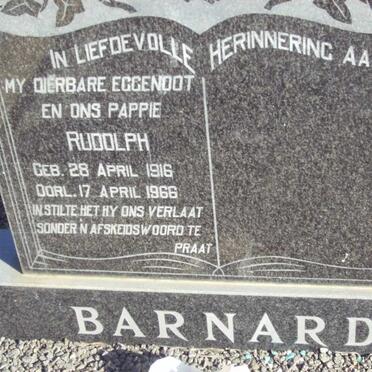 IN LIEFDEVOLLE HERINNERING AA
MY DIERBARE EGGENOOT
EN ONS PAPPIE
RUDOLPH
GEB. 28 APRIL 1916
OORL. 17 APRIL 1966
IN STILTE HET HY ONS VERLAAT
SONDER N AFSKEIDSWOORD TE
PRAAT
BARNARD